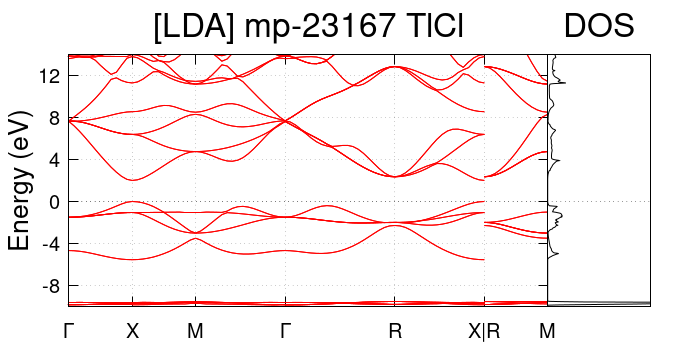 [LDA] mp-23167 TlCl
DOS
Energy (eV)
12
8
4
0
-4
-8
Γ X M Γ R X|R M